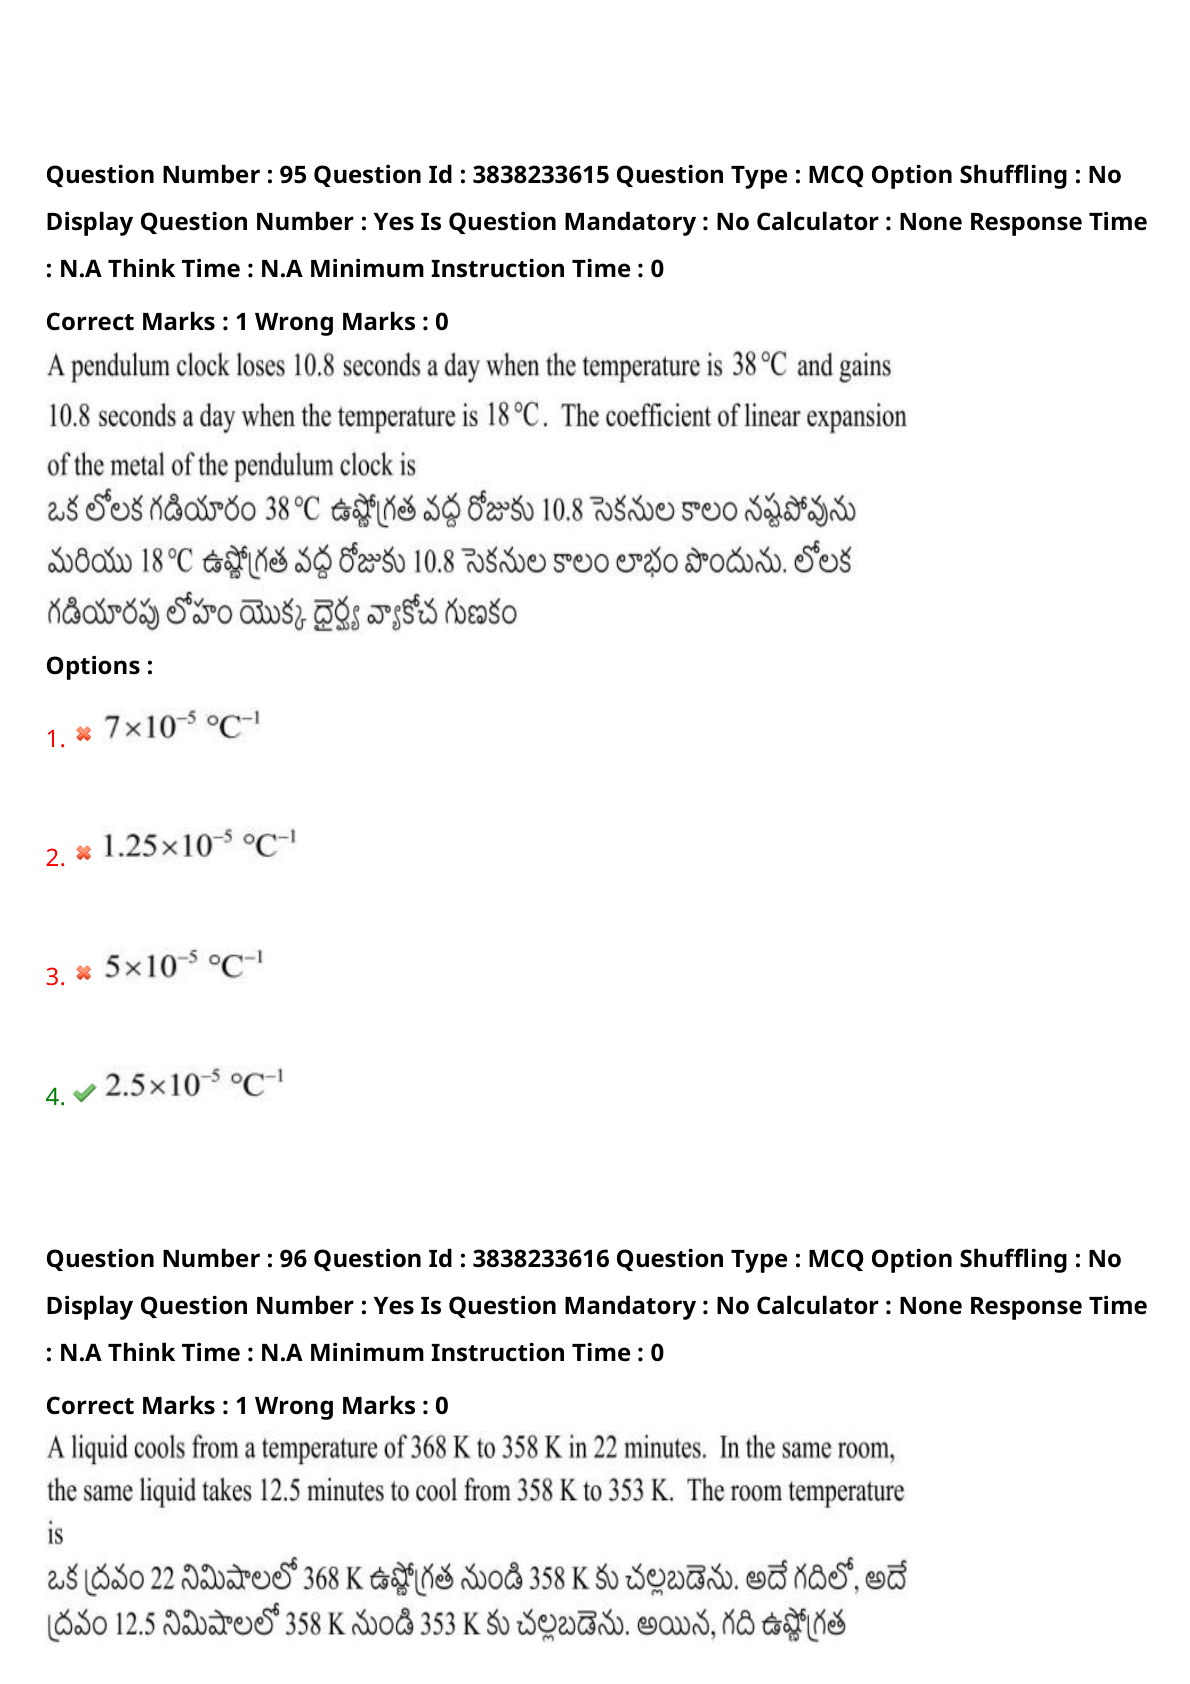 Question Number : 95 Question Id : 3838233615 Question Type : MCQ Option Shuffling : No
Display Question Number : Yes Is Question Mandatory : No Calculator : None Response Time
: N.A Think Time : N.A Minimum Instruction Time : 0
Correct Marks : 1 Wrong Marks : 0
A pendulum clock loses 10.8 seconds a day when the temperature is 38 °C and gains
10.8 seconds a day when the temperature is 18 °C. The coefficient of linear expansion
of the metal of the pendulum clock is
ఒక లోలక గడియారం 38 °C ఉష్ణోగ్రత వద్ద రోజుకు 10.8 సెకనుల కాలం నష్టపోవును
మరియు 18 °C ఉష్ణోగ్రత వద్ద రోజుకు 10.8 సెకనుల కాలం లాభం పొందును. లోలక
గడియారపు లోహం యొక్క దైర్ఘ్య వ్యాకోచ గుణకం
Options :
1. ✖ 7×10⁻⁵ °C⁻¹
2. ✖ 1.25×10⁻⁵ °C⁻¹
3. ✖ 5×10⁻⁵ °C⁻¹
4. ✔ 2.5×10⁻⁵ °C⁻¹
Question Number : 96 Question Id : 3838233616 Question Type : MCQ Option Shuffling : No
Display Question Number : Yes Is Question Mandatory : No Calculator : None Response Time
: N.A Think Time : N.A Minimum Instruction Time : 0
Correct Marks : 1 Wrong Marks : 0
A liquid cools from a temperature of 368 K to 358 K in 22 minutes. In the same room,
the same liquid takes 12.5 minutes to cool from 358 K to 353 K. The room temperature
is
ఒక ద్రవం 22 నిమిషాలలో 368 K ఉష్ణోగ్రత నుండి 358 K కు చల్లబడెను. అదే గదిలో, అదే
ద్రవం 12.5 నిమిషాలలో 358 K నుండి 353 K కు చల్లబడెను. అయిన, గది ఉష్ణోగ్రత